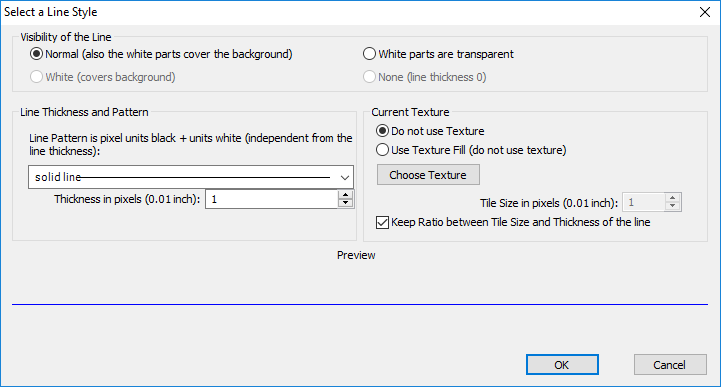 Select a Line Style
Visibility of the Line
Normal (also the white parts cover the background)
White parts are transparent
White (covers background)
None (line thickness 0)
Line Thickness and Pattern
Line Pattern is pixel units black + units white (independent from the
line thickness):
solid line
Thickness in pixels (0.01 inch): 1
Current Texture
Do not use Texture
Use Texture Fill (do not use texture)
Choose Texture
Tile Size in pixels (0.01 inch): 1
Keep Ratio between Tile Size and Thickness of the line
Preview
OK
Cancel